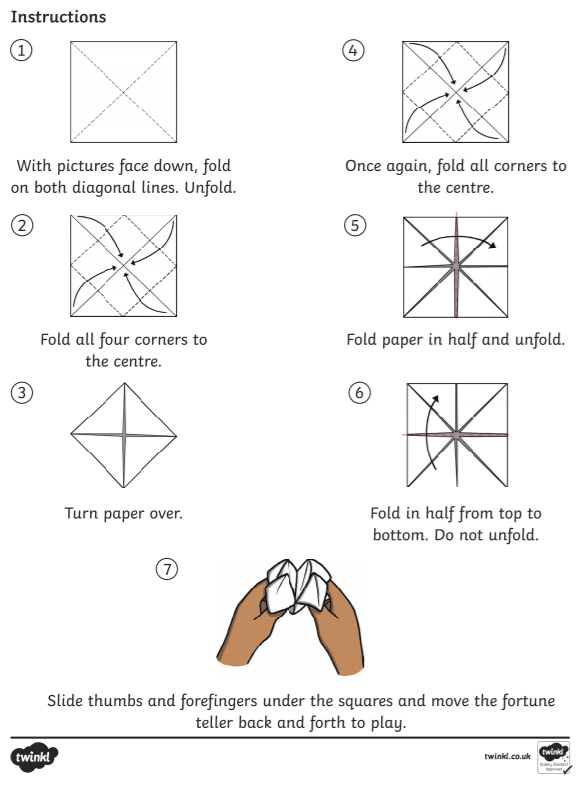 Instructions
1
With pictures face down, fold
on both diagonal lines. Unfold.
2
Fold all four corners to
the centre.
3
Turn paper over.
4
Once again, fold all corners to
the centre.
5
Fold paper in half and unfold.
6
Fold in half from top to
bottom. Do not unfold.
7
Slide thumbs and forefingers under the squares and move the fortune
teller back and forth to play.
twinkl
twinkl.co.uk
twinkl
Quality Standard
Approved